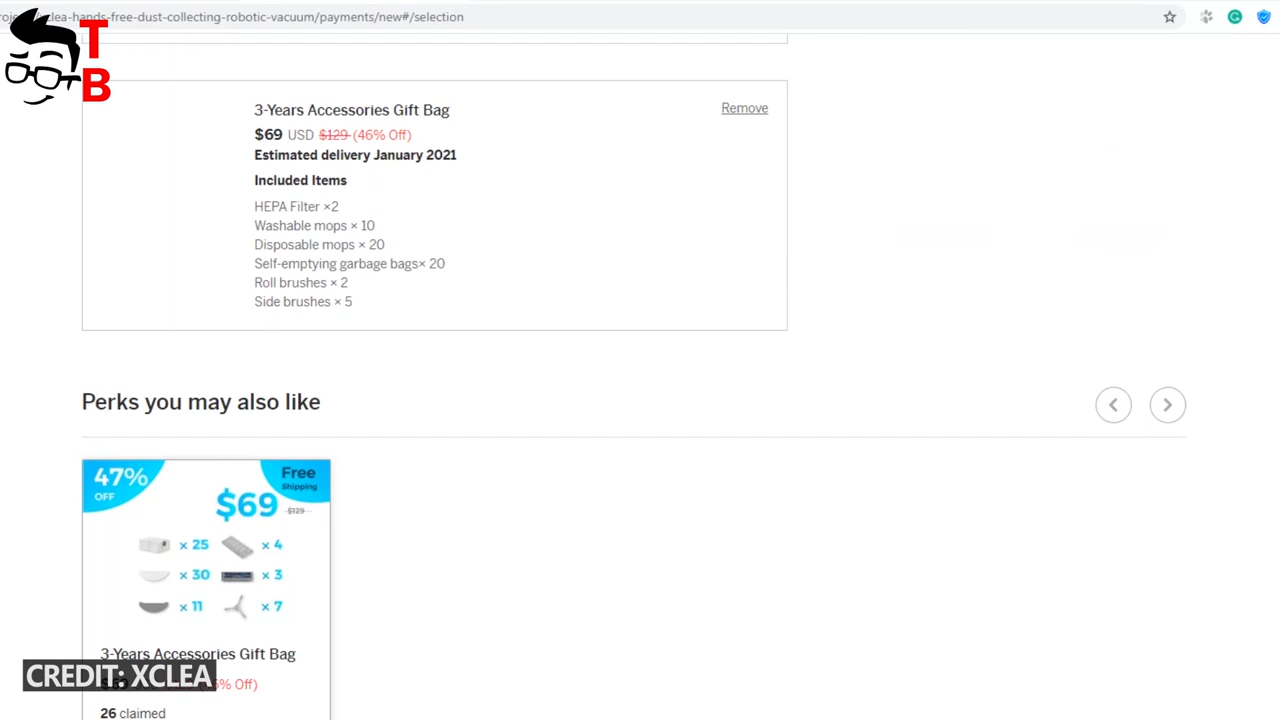 rojects/xclea-hands-free-dust-collecting-robotic-vacuum/payments/new#/selection
T
B
3-Years Accessories Gift Bag
Remove
$69 USD $129 (46% Off)
Estimated delivery January 2021
Included Items
HEPA Filter ×2
Washable mops × 10
Disposable mops × 20
Self-emptying garbage bags× 20
Roll brushes × 2
Side brushes × 5
Perks you may also like
47%
OFF
Free
Shipping
$69 $129
× 25 × 4
× 30 × 3
× 11 × 7
3-Years Accessories Gift Bag
CREDIT: XCLEA
6% Off)
26 claimed